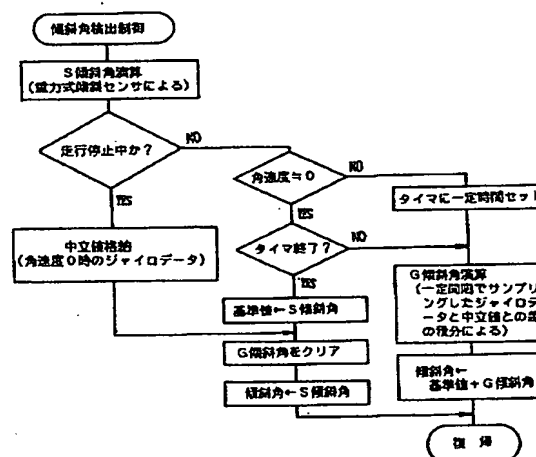 傾斜角検出制御
S傾斜角演算
(重力式傾斜センサによる)
走行停止中か?
NO
YES
角速度≒0
NO
YES
タイマに一定時間セット
中立値格納
(角速度0時のジャイロデータ)
タイマ終了?
NO
YES
G傾斜角演算
(一定間隔でサンプリ
ングしたジャイロデ
ータと中立値との差
の積分による)
基準値←S傾斜角
G傾斜角をクリア
傾斜角←S傾斜角
傾斜角←
基準値+G傾斜角
復帰